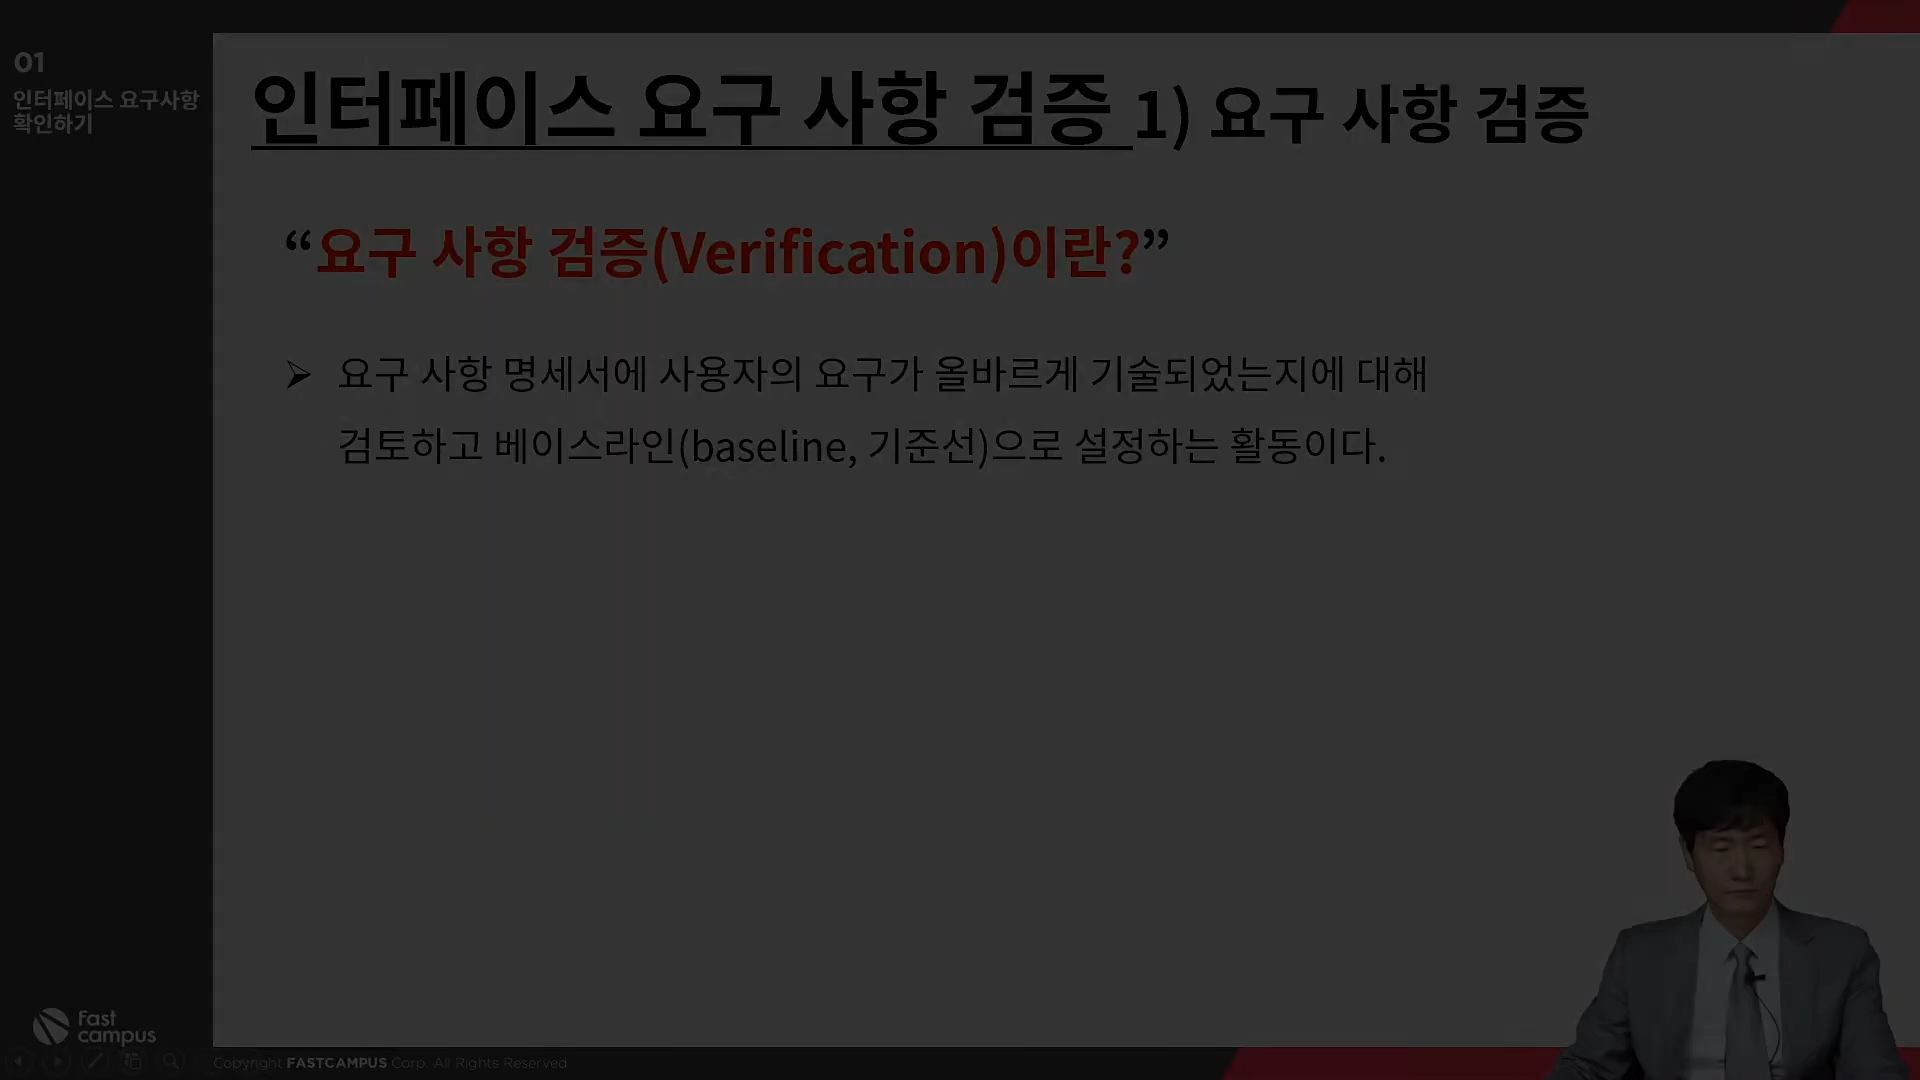 01
인터페이스 요구사항
확인하기
인터페이스 요구 사항 검증 1) 요구 사항 검증
“요구 사항 검증(Verification)이란?”
➢ 요구 사항 명세서에 사용자의 요구가 올바르게 기술되었는지에 대해
검토하고 베이스라인(baseline, 기준선)으로 설정하는 활동이다.
Fast
campus
Copyright FASTCAMPUS Corp. All Rights Reserved